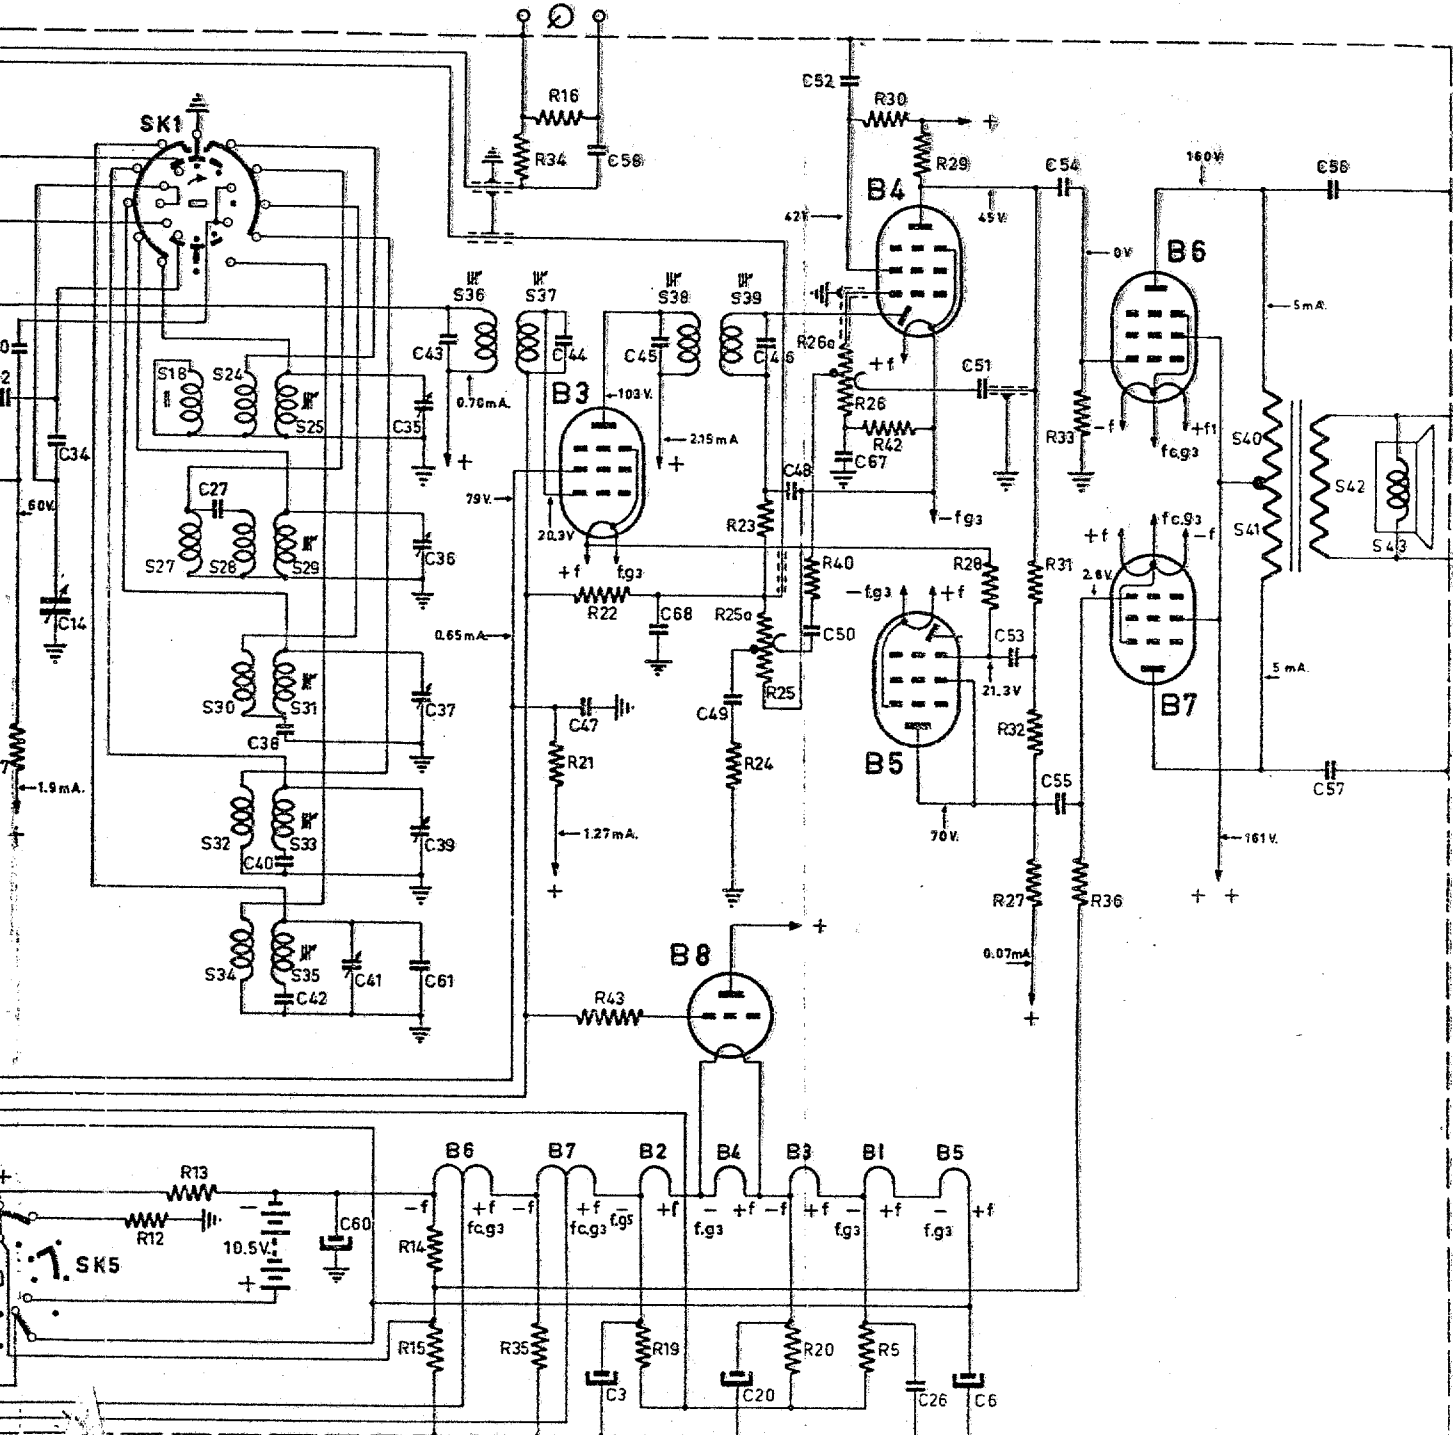 R16
C52
R30
+
SK1
R34
C58
R29
C54
160V
C56
B4
42V
45V.
0V
B6
S36
S37
S38
S39
5mA.
C43
C44
C45
C46
R26a
+f
C51
S18
S24
S25
C35
0.70mA.
B3
103V.
R26
R33
-f
+f1
S40
C34
+
2.15mA
+
R42
fc.g3
C48
C67
S42
60V.
C27
79V.
R23
-fg3
+f
fc.g3
-f
S41
S43
20.3V
C36
S27
S28
S29
+f
f.g3
R40
R28
R31
2.8V.
C14
R22
C68
R25a
-f.g3
+f
0.65mA.
C50
C53
5mA.
S30
S31
C37
R25
21.3V
B7
C38
C47
C49
R32
R21
R24
B5
C55
C57
1.9mA.
S32
S33
C39
70V.
C40
1.27mA.
161V.
+
+
R27
R36
+ +
B8
+
S34
S35
C41
C61
0.07mA
C42
R43
+
B6
B7
B2
B4
B3
B1
B5
+
R13
-
-f
+f
-f
+f
-
+f
-
+f
-f
+f
-
+f
-
+f
fc.g3
fc.g3
f.g5
f.g3
f.g3
f.g3
R12
10.5V.
C60
R14
SK5
+
R15
R35
R19
R20
R5
C3
C20
C26
C6